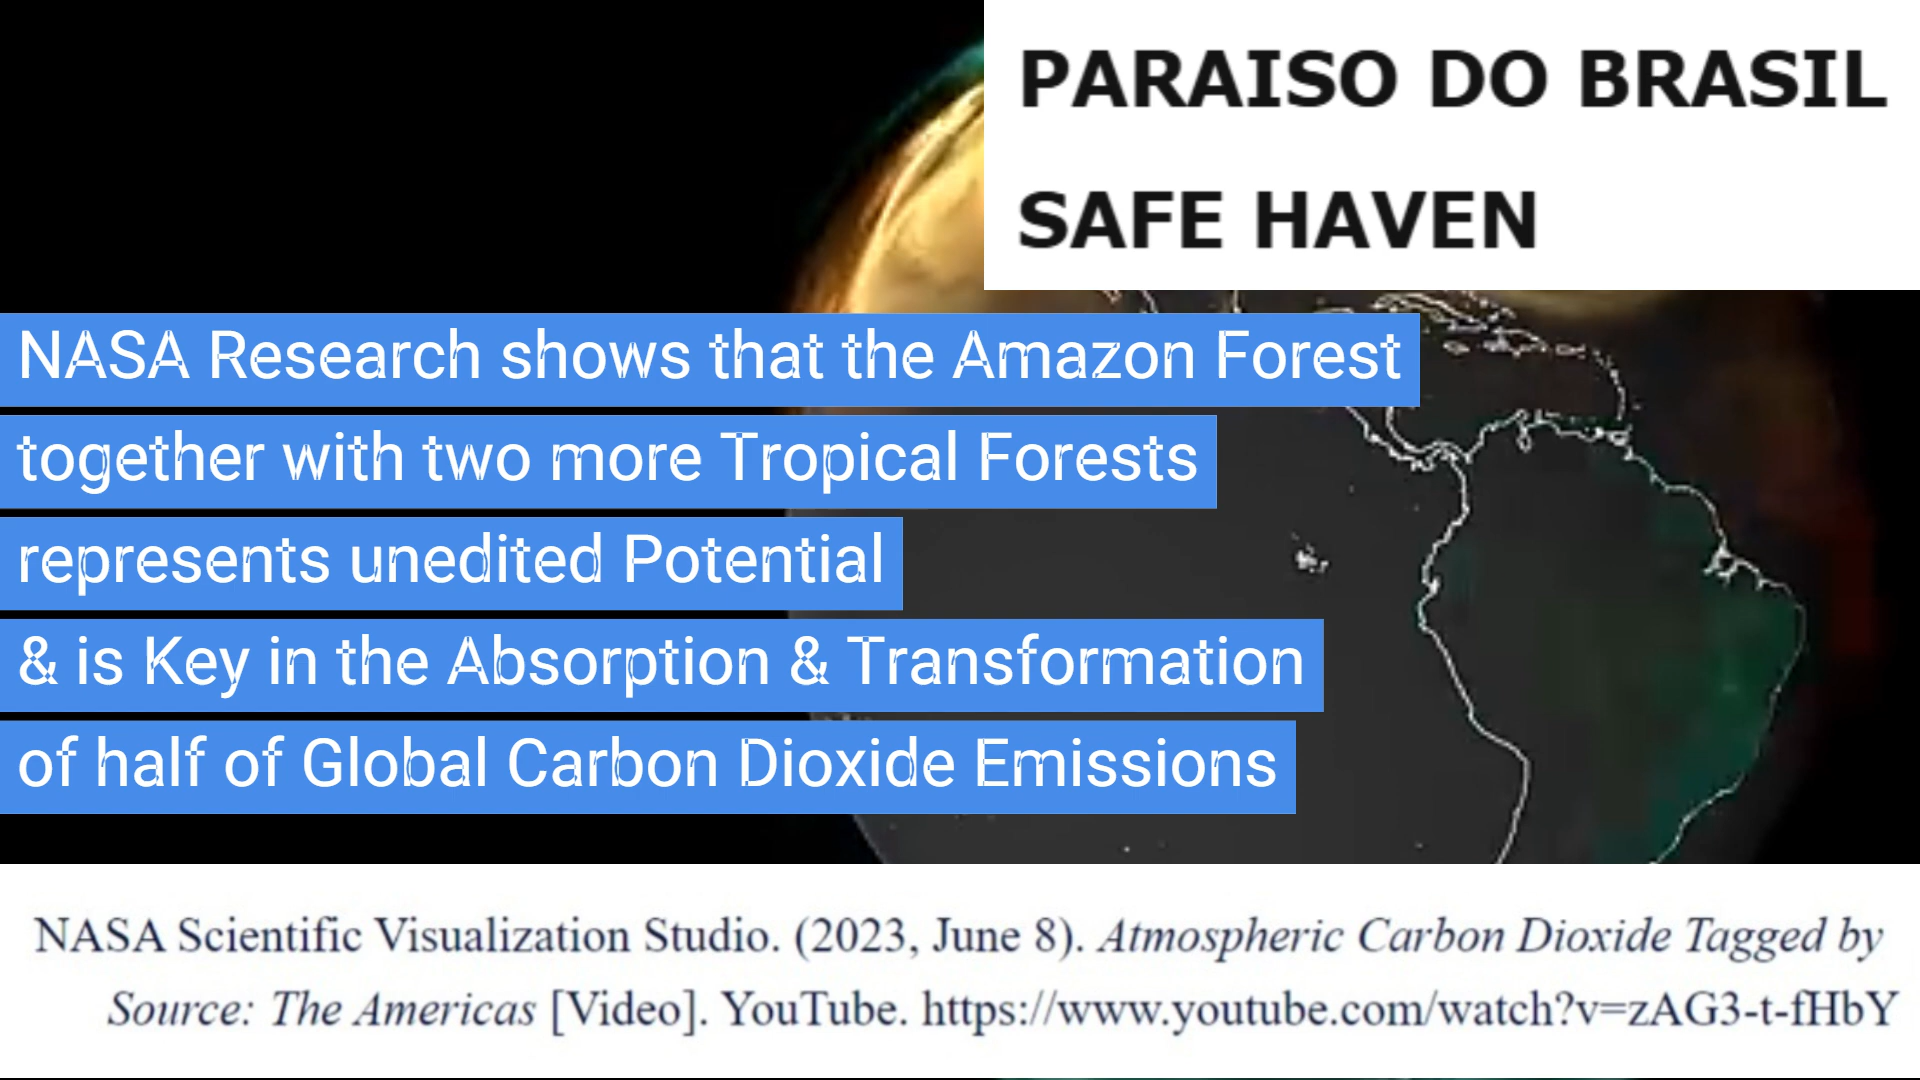 PARAISO DO BRASIL
SAFE HAVEN
NASA Research shows that the Amazon Forest
together with two more Tropical Forests
represents unedited Potential
& is Key in the Absorption & Transformation
of half of Global Carbon Dioxide Emissions
NASA Scientific Visualization Studio. (2023, June 8). Atmospheric Carbon Dioxide Tagged by
Source: The Americas [Video]. YouTube. https://www.youtube.com/watch?v=zAG3-t-fHbY